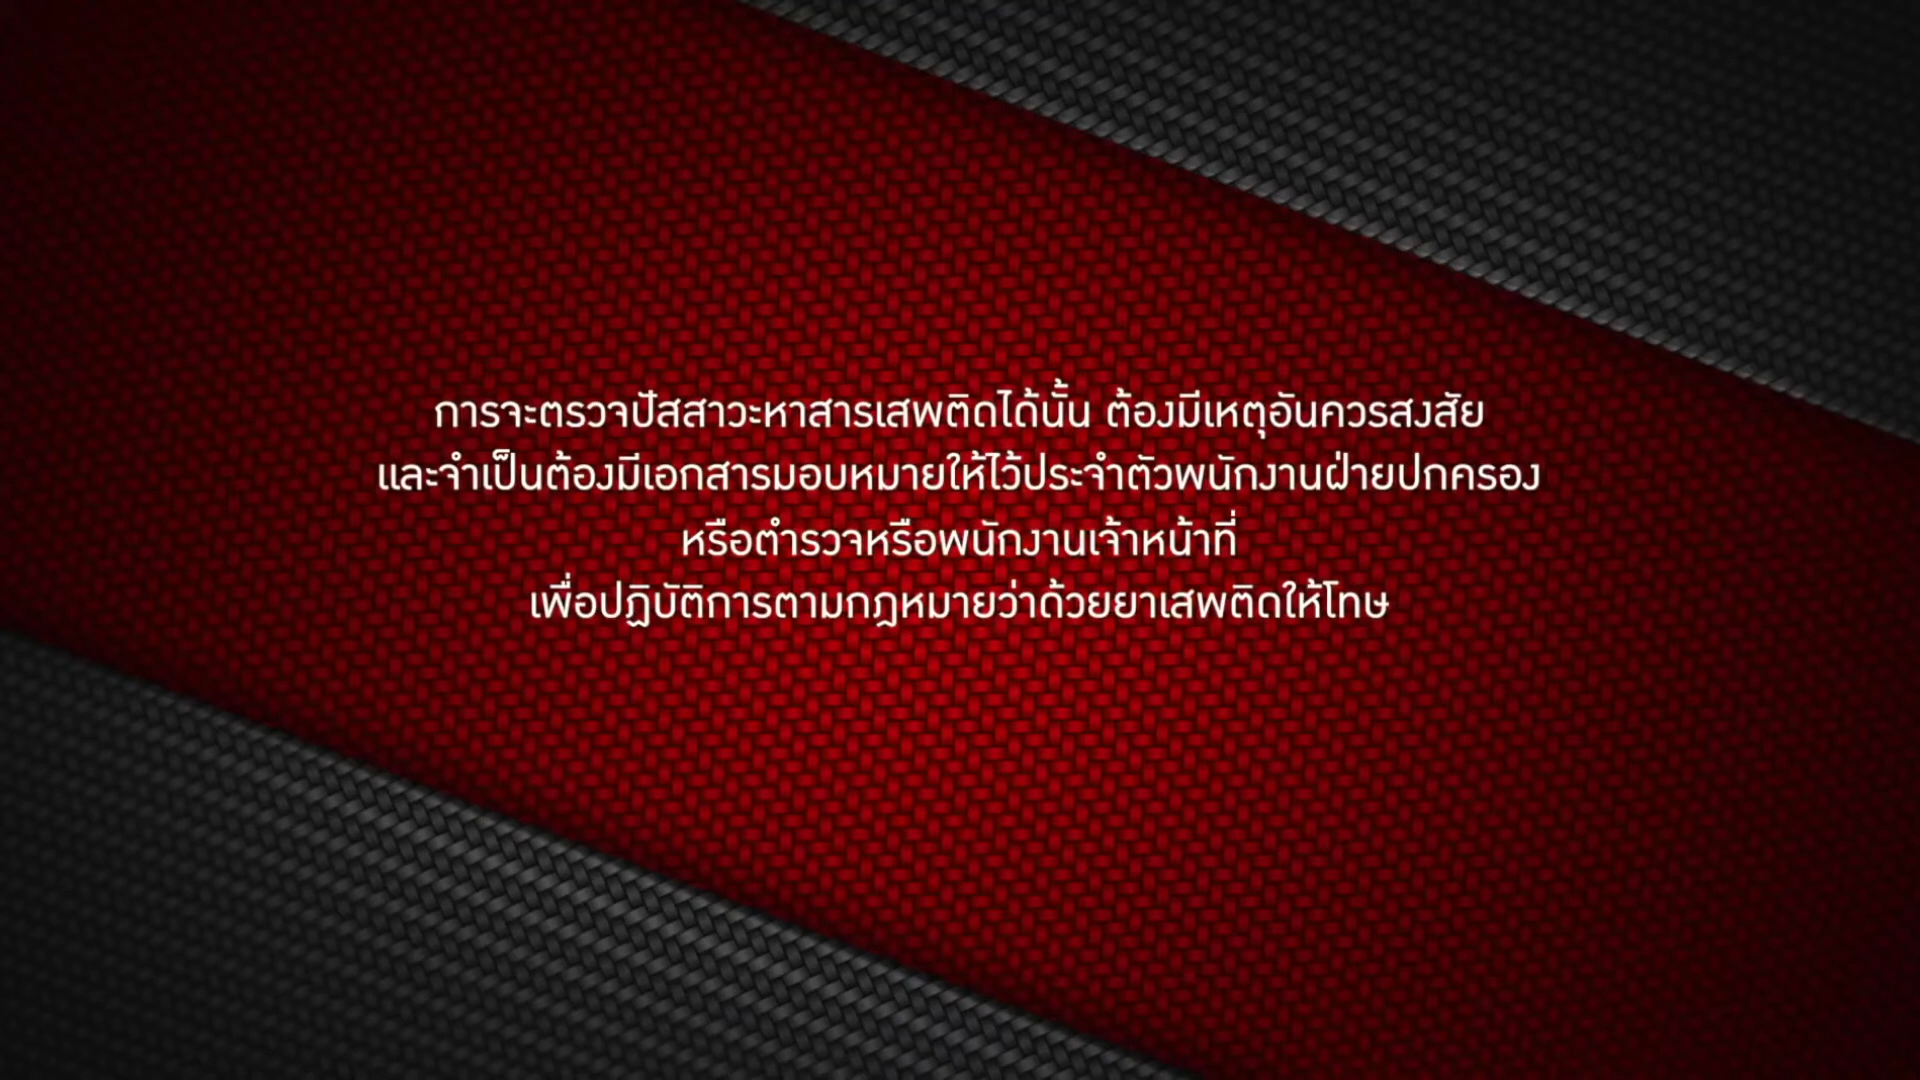 การจะตรวจปัสสาวะหาสารเสพติดได้นั้น ต้องมีเหตุอันควรสงสัย
และจำเป็นต้องมีเอกสารมอบหมายให้ไว้ประจำตัวพนักงานฝ่ายปกครอง
หรือตำรวจหรือพนักงานเจ้าหน้าที่
เพื่อปฏิบัติการตามกฎหมายว่าด้วยยาเสพติดให้โทษ